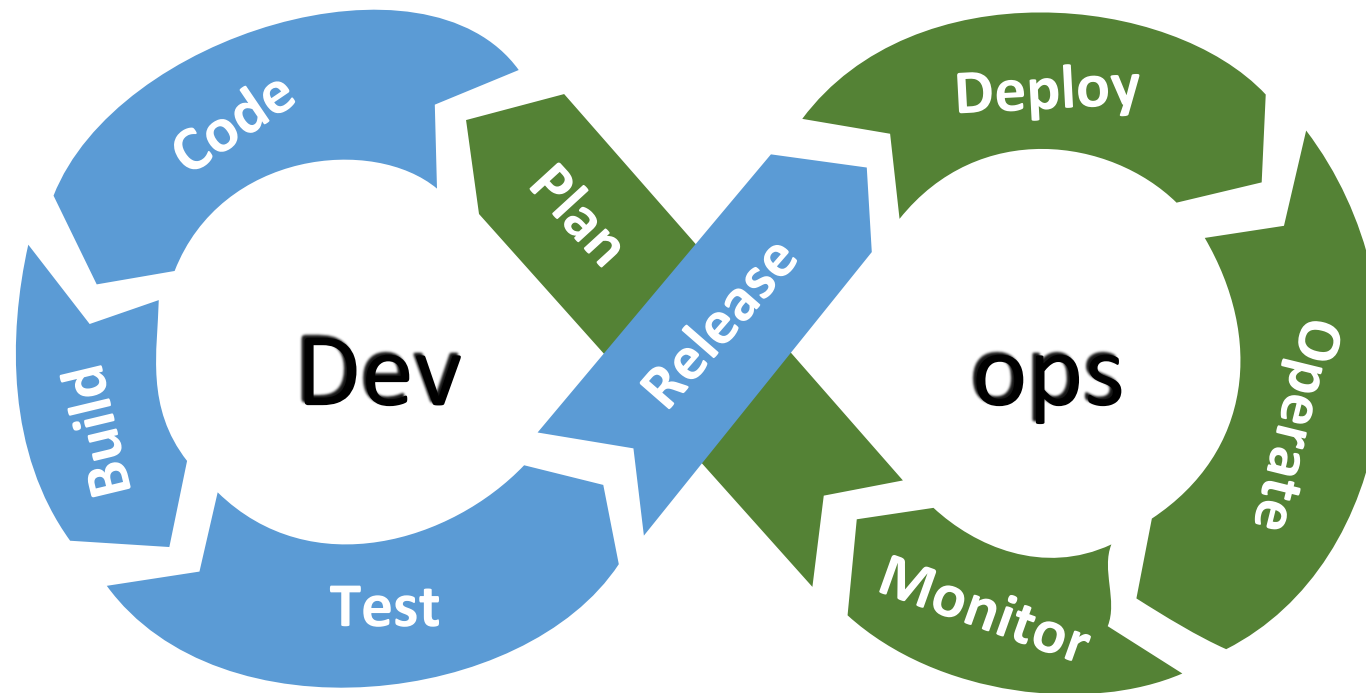 Code
Plan
Deploy
Release
Dev
ops
Build
Operate
Test
Monitor